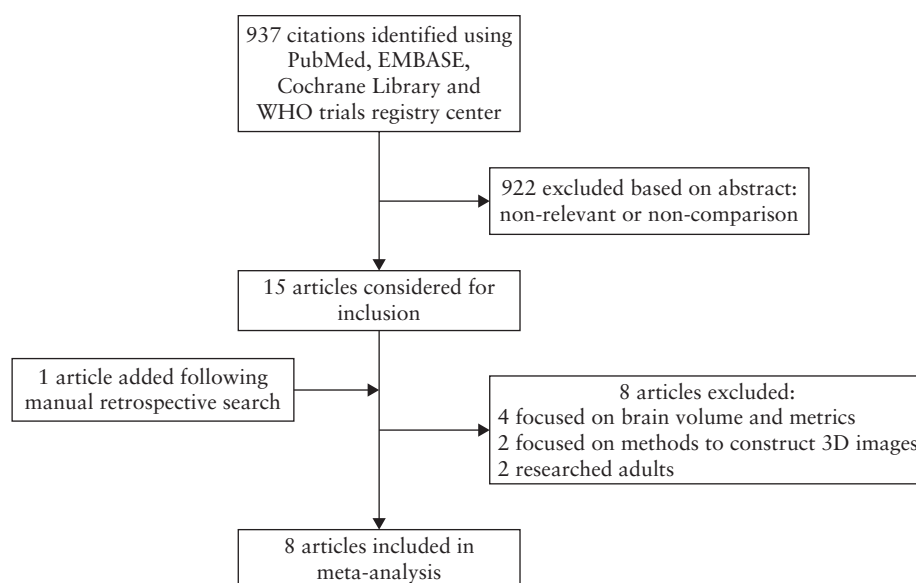 937 citations identified using
PubMed, EMBASE,
Cochrane Library and
WHO trials registry center
922 excluded based on abstract:
non-relevant or non-comparison
15 articles considered for
inclusion
1 article added following
manual retrospective search
8 articles excluded:
4 focused on brain volume and metrics
2 focused on methods to construct 3D images
2 researched adults
8 articles included in
meta-analysis